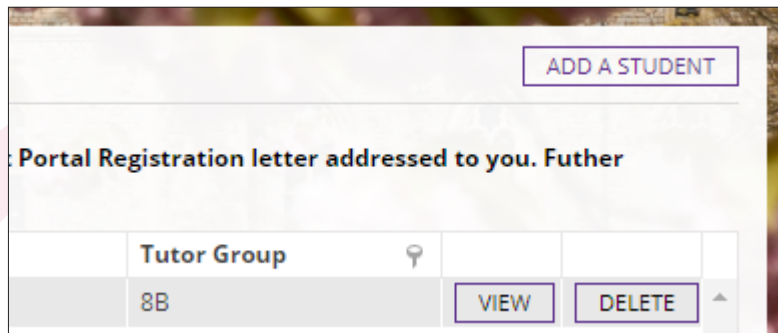 ADD A STUDENT
Portal Registration letter addressed to you. Futher
Tutor Group
8B VIEW DELETE